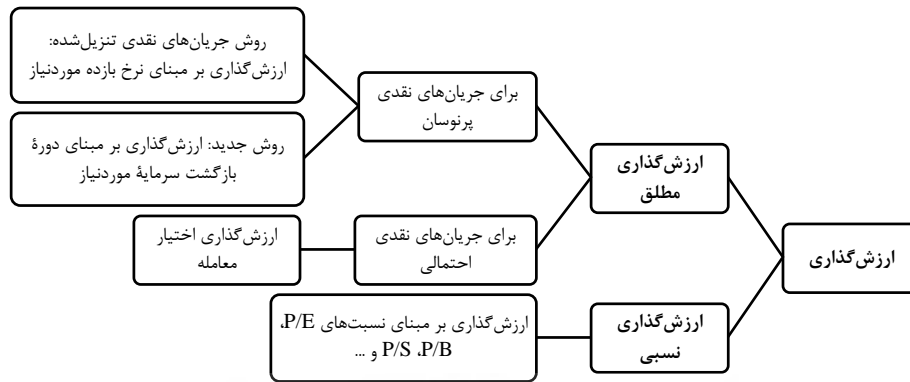 ارزش‌گذاری
ارزش‌گذاری
مطلق
برای جریان‌های نقدی
پرنوسان
روش جریان‌های نقدی تنزیل‌شده:
ارزش‌گذاری بر مبنای نرخ بازده موردنیاز
روش جدید: ارزش‌گذاری بر مبنای دورهٔ
بازگشت سرمایهٔ موردنیاز
برای جریان‌های نقدی
احتمالی
ارزش‌گذاری اختیار
معامله
ارزش‌گذاری
نسبی
ارزش‌گذاری بر مبنای نسبت‌های P/E،
P/B، P/S و ...